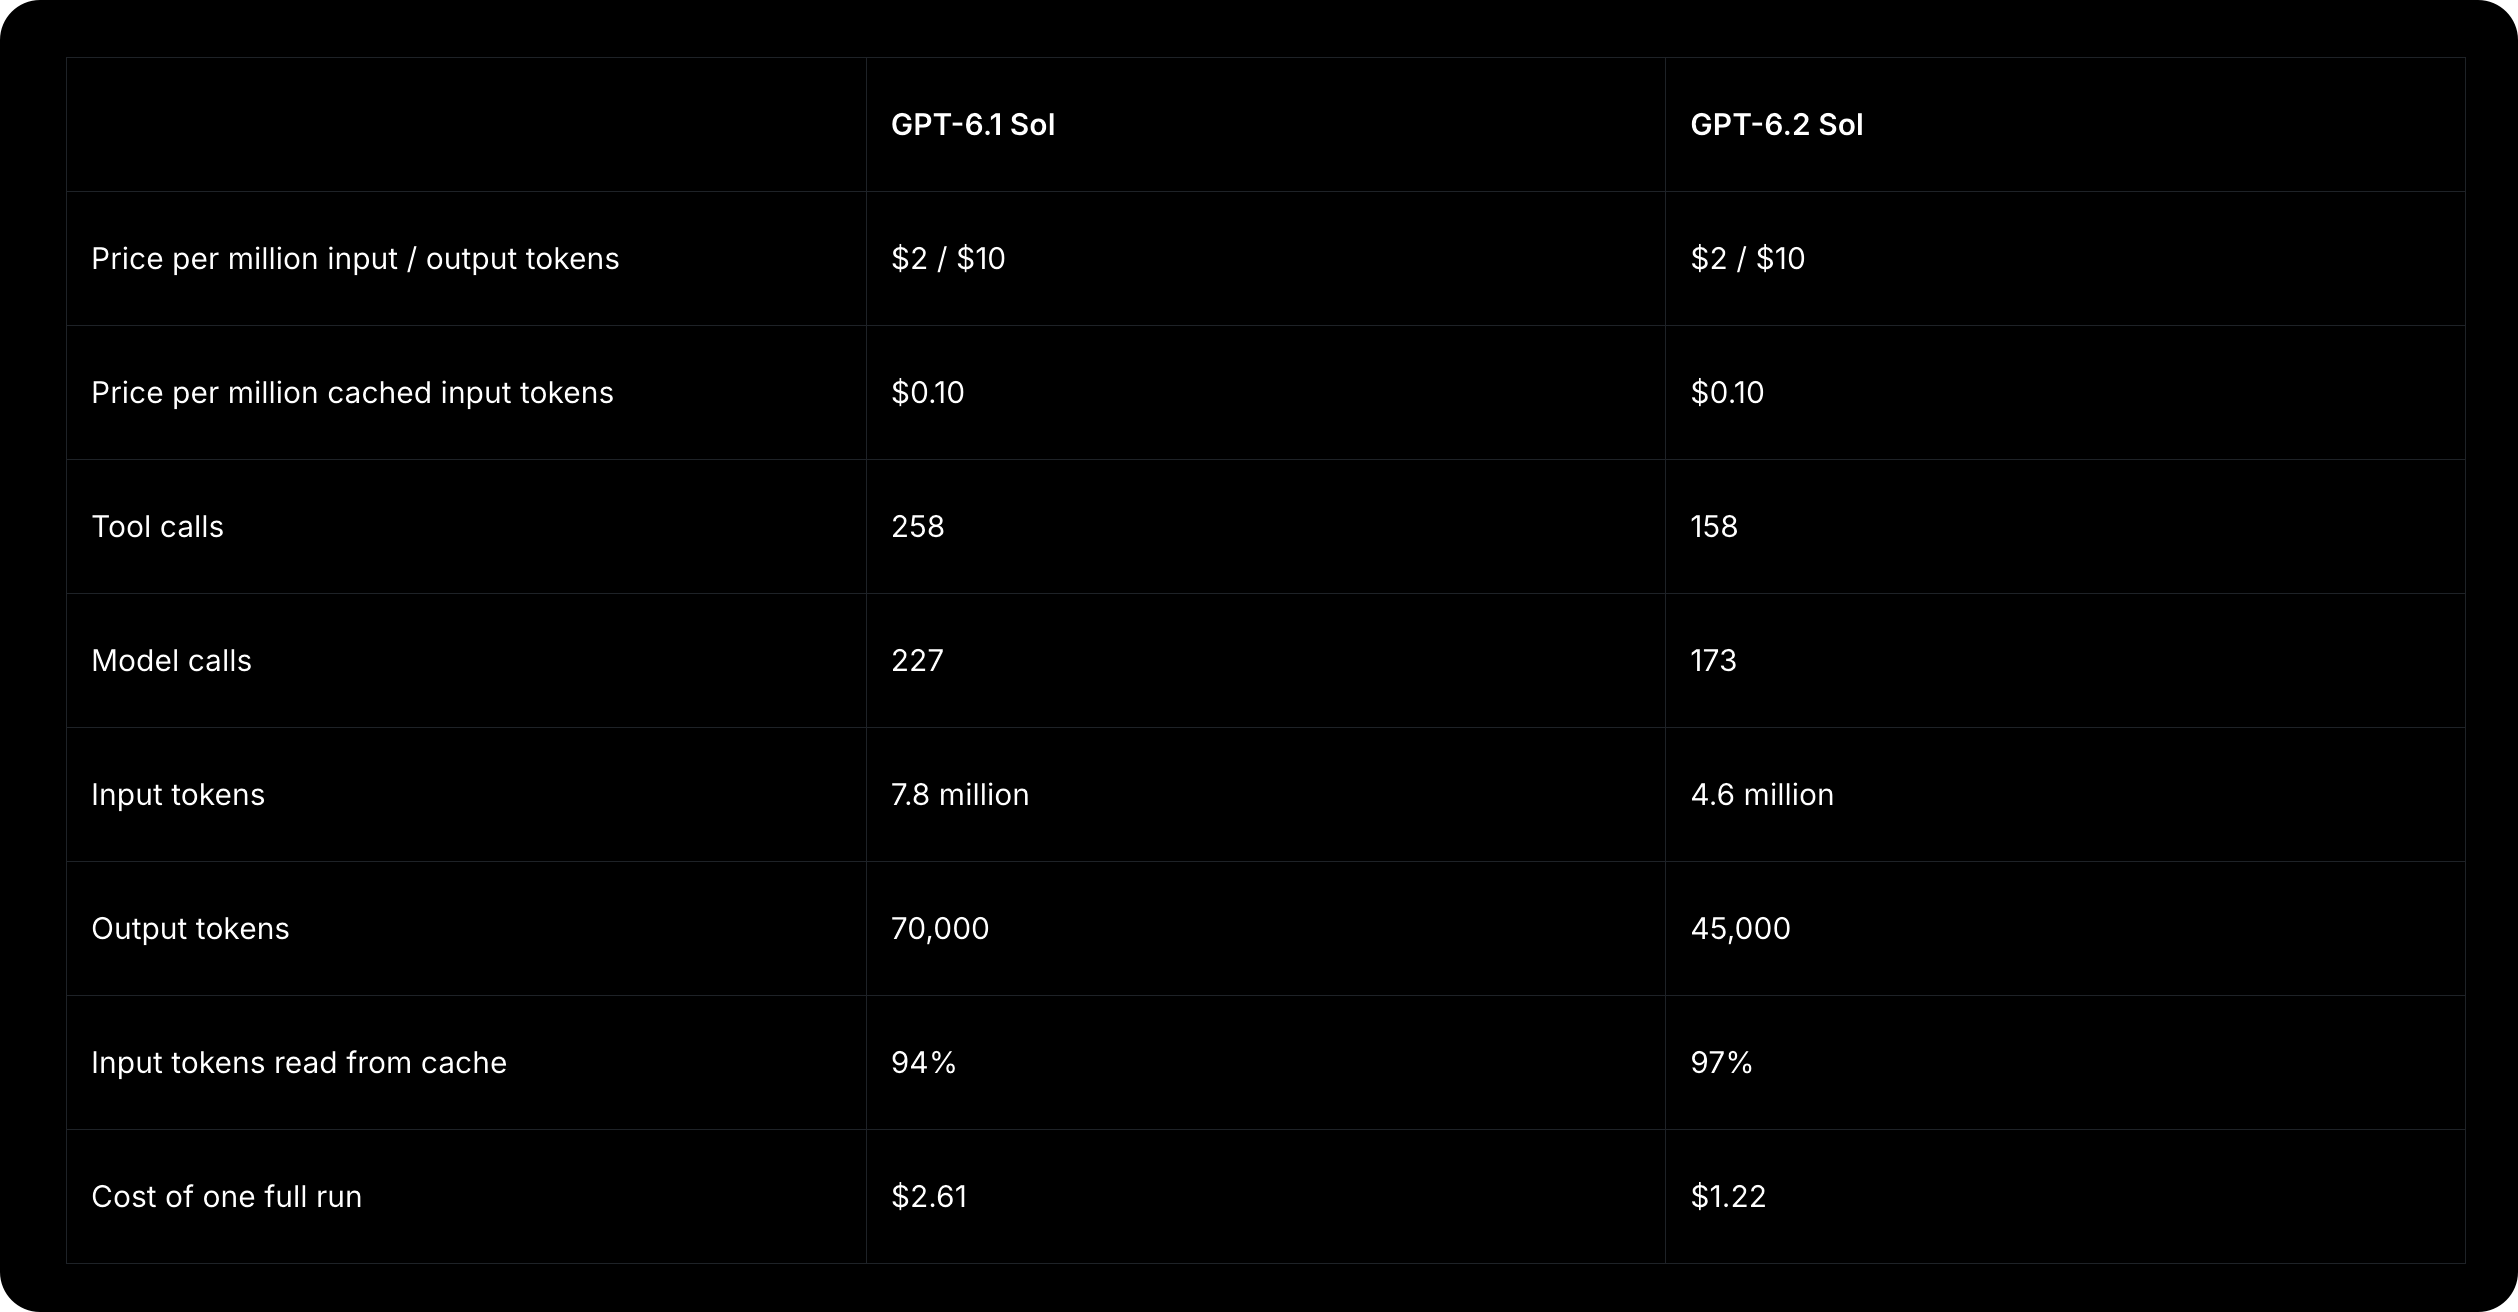 GPT-6.1 Sol GPT-6.2 Sol
Price per million input / output tokens $2 / $10 $2 / $10
Price per million cached input tokens $0.10 $0.10
Tool calls 258 158
Model calls 227 173
Input tokens 7.8 million 4.6 million
Output tokens 70,000 45,000
Input tokens read from cache 94% 97%
Cost of one full run $2.61 $1.22